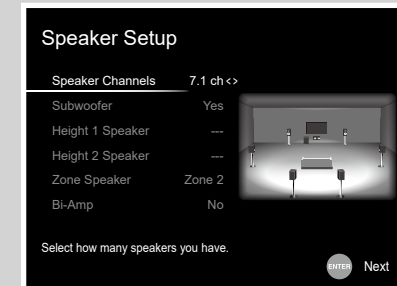 Speaker Setup
Speaker Channels 7.1 ch <>
Subwoofer Yes
Height 1 Speaker ---
Height 2 Speaker ---
Zone Speaker Zone 2
Bi-Amp No
Select how many speakers you have.
ENTER Next